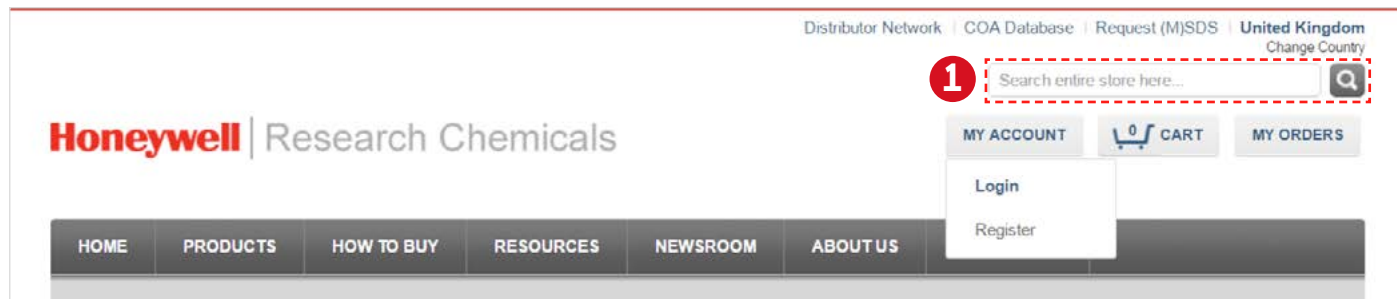 Distributor Network | COA Database | Request (M)SDS | United Kingdom
Change Country
1 Search entire store here...
Honeywell | Research Chemicals
MY ACCOUNT 0 CART MY ORDERS
Login
Register
HOME PRODUCTS HOW TO BUY RESOURCES NEWSROOM ABOUT US